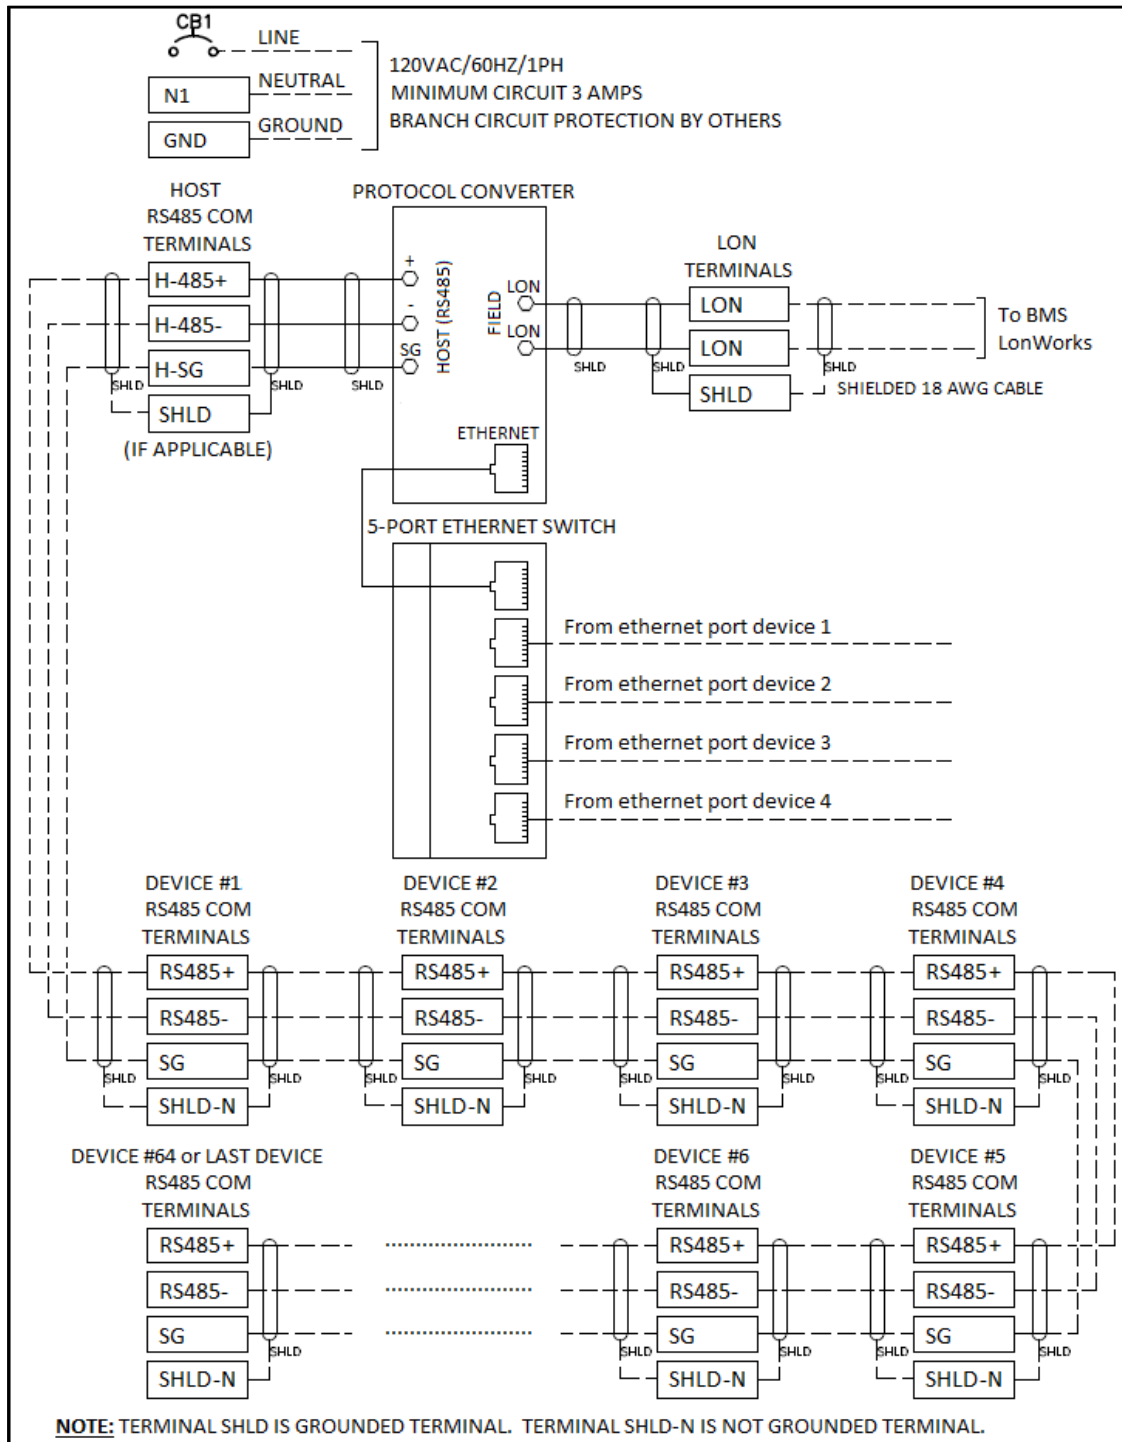 CB1
LINE
N1
NEUTRAL
GND
GROUND
120VAC/60HZ/1PH
MINIMUM CIRCUIT 3 AMPS
BRANCH CIRCUIT PROTECTION BY OTHERS
HOST
RS485 COM
TERMINALS
H-485+
H-485-
H-SG
SHLD
SHLD
SHLD
SHLD
(IF APPLICABLE)
PROTOCOL CONVERTER
+
-
SG
HOST (RS485)
FIELD
LON
LON
ETHERNET
LON
TERMINALS
LON
LON
SHLD
SHLD
SHLD
SHLD
To BMS
LonWorks
SHIELDED 18 AWG CABLE
5-PORT ETHERNET SWITCH
From ethernet port device 1
From ethernet port device 2
From ethernet port device 3
From ethernet port device 4
DEVICE #1
RS485 COM
TERMINALS
RS485+
RS485-
SG
SHLD
SHLD
SHLD-N
DEVICE #2
RS485 COM
TERMINALS
RS485+
RS485-
SG
SHLD
SHLD
SHLD-N
DEVICE #3
RS485 COM
TERMINALS
RS485+
RS485-
SG
SHLD
SHLD
SHLD-N
DEVICE #4
RS485 COM
TERMINALS
RS485+
RS485-
SG
SHLD
SHLD
SHLD-N
DEVICE #64 or LAST DEVICE
RS485 COM
TERMINALS
RS485+
RS485-
SG
SHLD
SHLD-N
DEVICE #6
RS485 COM
TERMINALS
RS485+
RS485-
SG
SHLD
SHLD
SHLD-N
DEVICE #5
RS485 COM
TERMINALS
RS485+
RS485-
SG
SHLD
SHLD
SHLD-N
NOTE: TERMINAL SHLD IS GROUNDED TERMINAL. TERMINAL SHLD-N IS NOT GROUNDED TERMINAL.